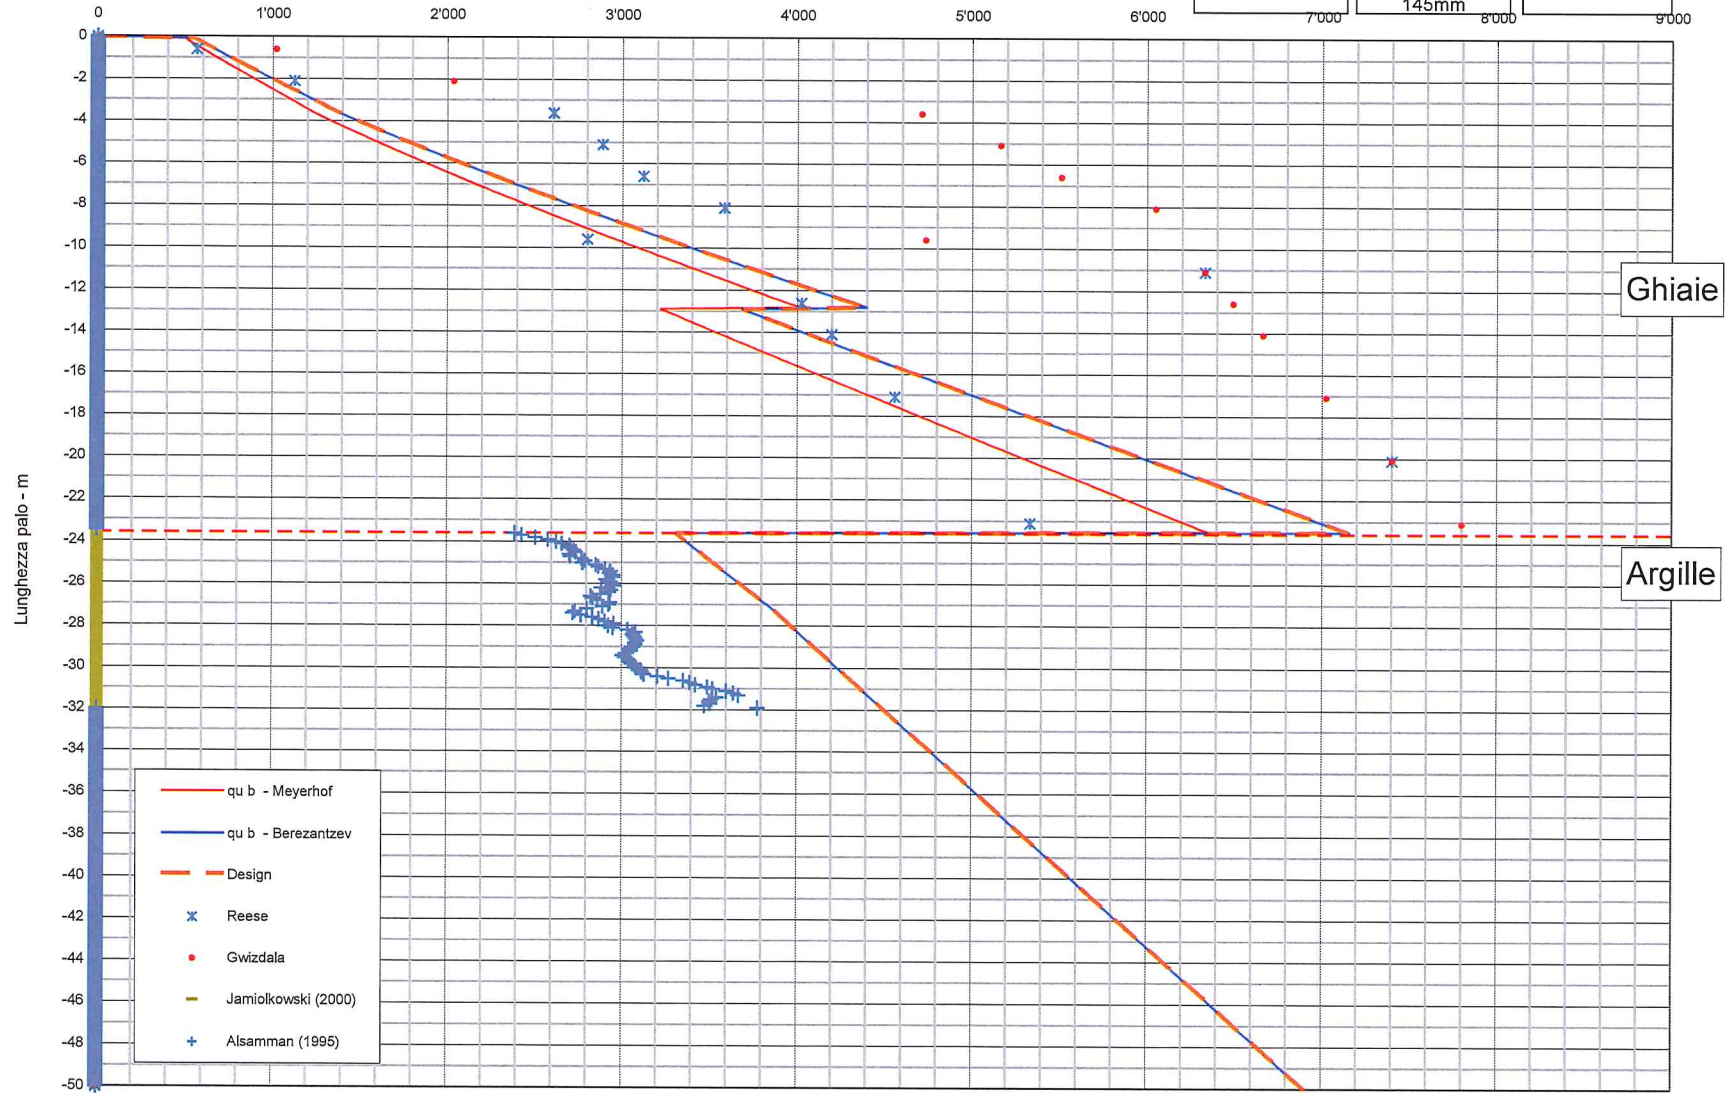 145mm
0 1'000 2'000 3'000 4'000 5'000 6'000 7'000 8'000 9'000
0
-2
-4
-6
-8
-10
-12
-14
-16
-18
-20
-22
-24
-26
-28
-30
-32
-34
-36
-38
-40
-42
-44
-46
-48
-50
Lunghezza palo - m
Ghiaie
Argille
qu b - Meyerhof
qu b - Berezantzev
Design
Reese
Gwizdala
Jamiolkowski (2000)
Alsamman (1995)